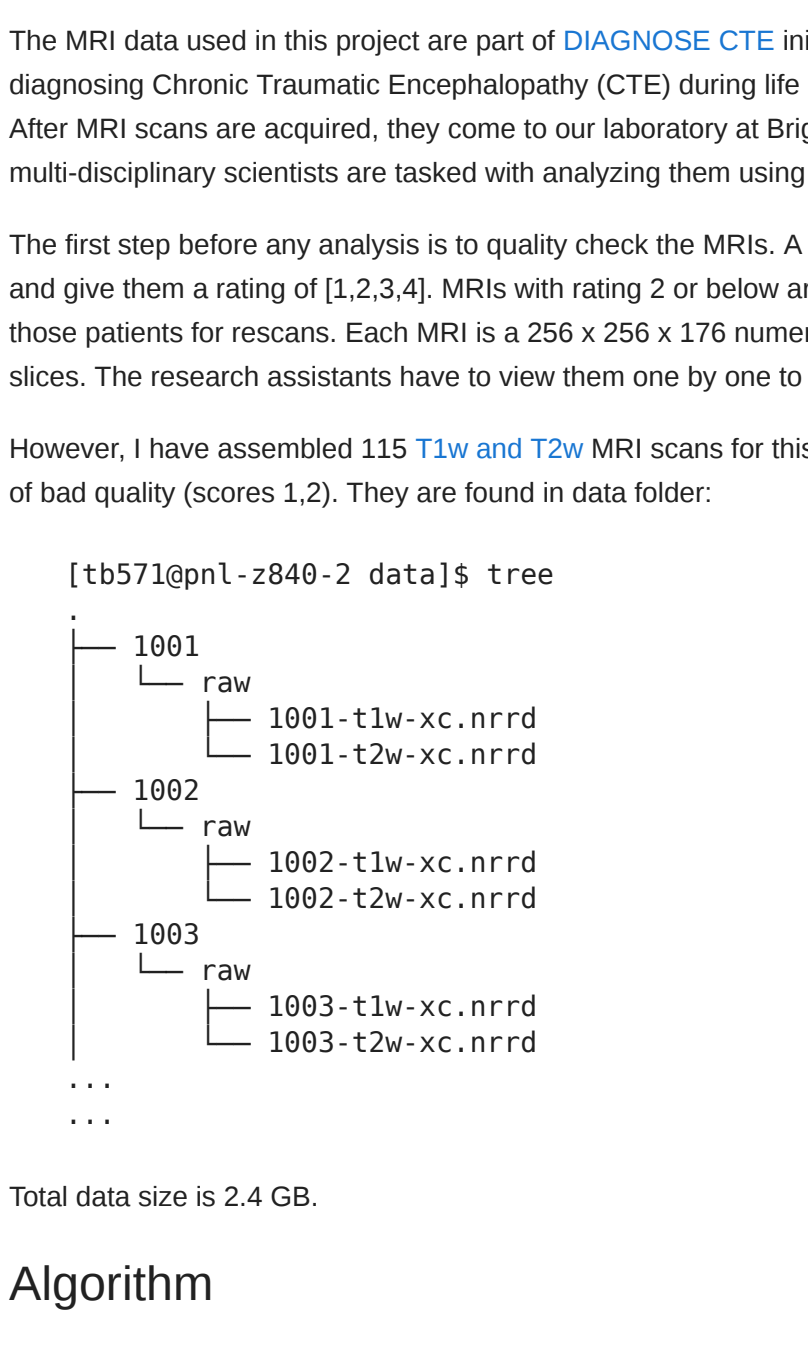 The MRI data used in this project are part of DIAGNOSE CTE
diagnosing Chronic Traumatic Encephalopathy (CTE) during life
After MRI scans are acquired, they come to our laboratory at
multi-disciplinary scientists are tasked with analyzing them using
The first step before any analysis is to quality check the MRIs. A
and give them a rating of [1,2,3,4]. MRIs with rating 2 or below
those patients for rescans. Each MRI is a 256 x 256 x 176
slices. The research assistants have to view them one by one to
However, I have assembled 115 T1w and T2w MRI scans for this
of bad quality (scores 1,2). They are found in data folder:
[tb571@pnl-z840-2 data]$ tree
.
├── 1001
│   └── raw
│       ├── 1001-t1w-xc.nrrd
│       └── 1001-t2w-xc.nrrd
├── 1002
│   └── raw
│       ├── 1002-t1w-xc.nrrd
│       └── 1002-t2w-xc.nrrd
├── 1003
│   └── raw
│       ├── 1003-t1w-xc.nrrd
│       └── 1003-t2w-xc.nrrd
...
...
Total data size is 2.4 GB.
Algorithm